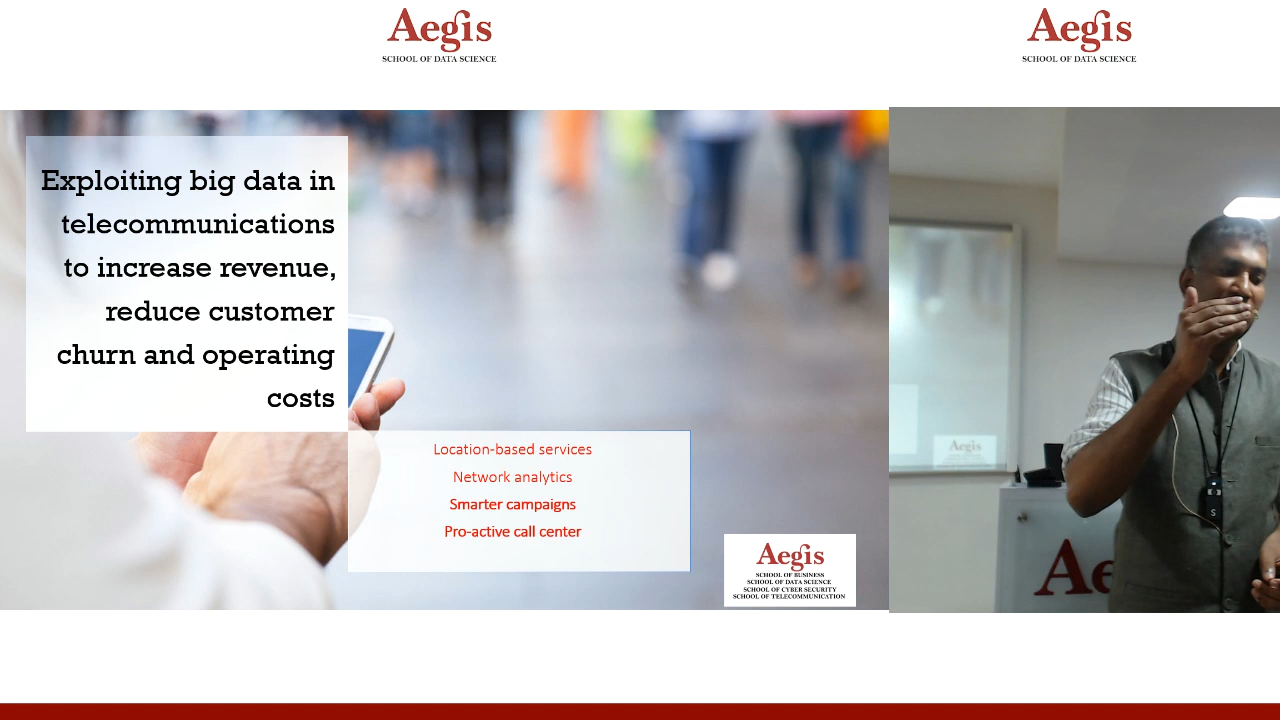 Aegis
SCHOOL OF DATA SCIENCE
Aegis
SCHOOL OF DATA SCIENCE
Exploiting big data in
telecommunications
to increase revenue,
reduce customer
churn and operating
costs
Location-based services
Network analytics
Smarter campaigns
Pro-active call center
Aegis
SCHOOL OF BUSINESS
SCHOOL OF DATA SCIENCE
SCHOOL OF CYBER SECURITY
SCHOOL OF TELECOMMUNICATION
Aegis
S
Ae